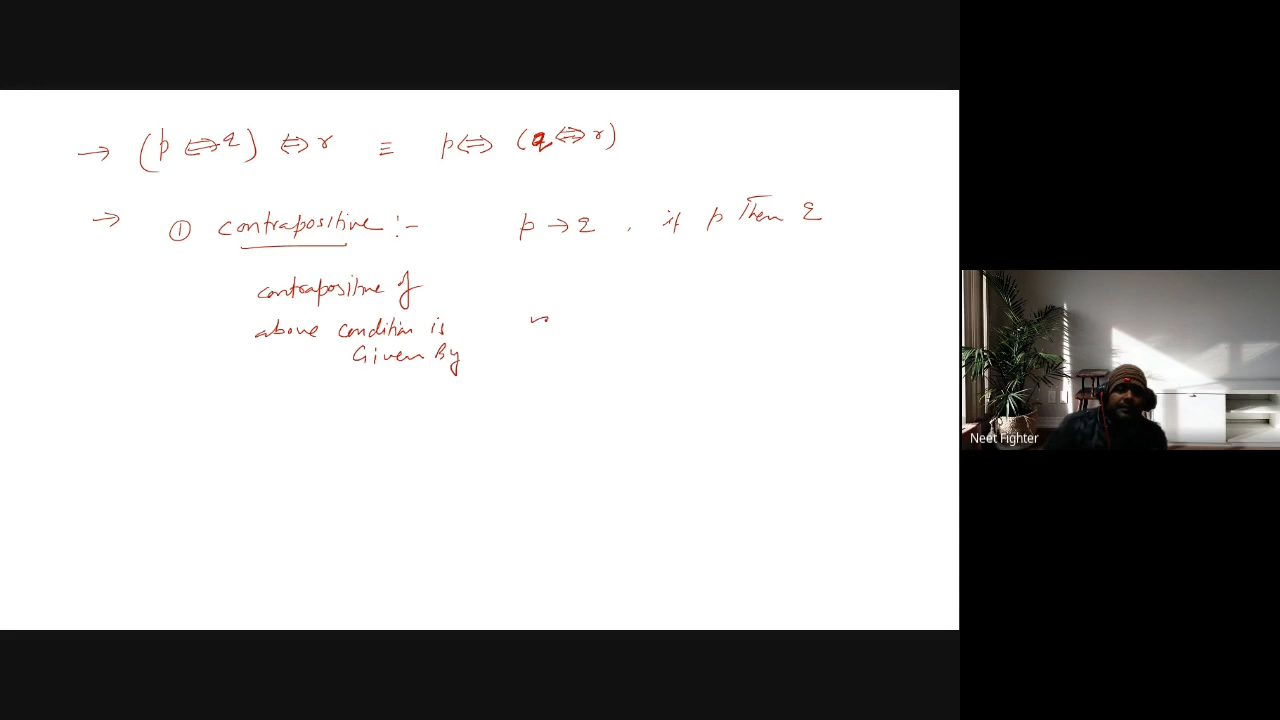 → (p ⇔ q) ⇔ r ≡ p ⇔ (q ⇔ r)
→ ① contrapositive :- p → q , if p Then q
contrapositive of
above condition is ~
Given By
Neet Fighter